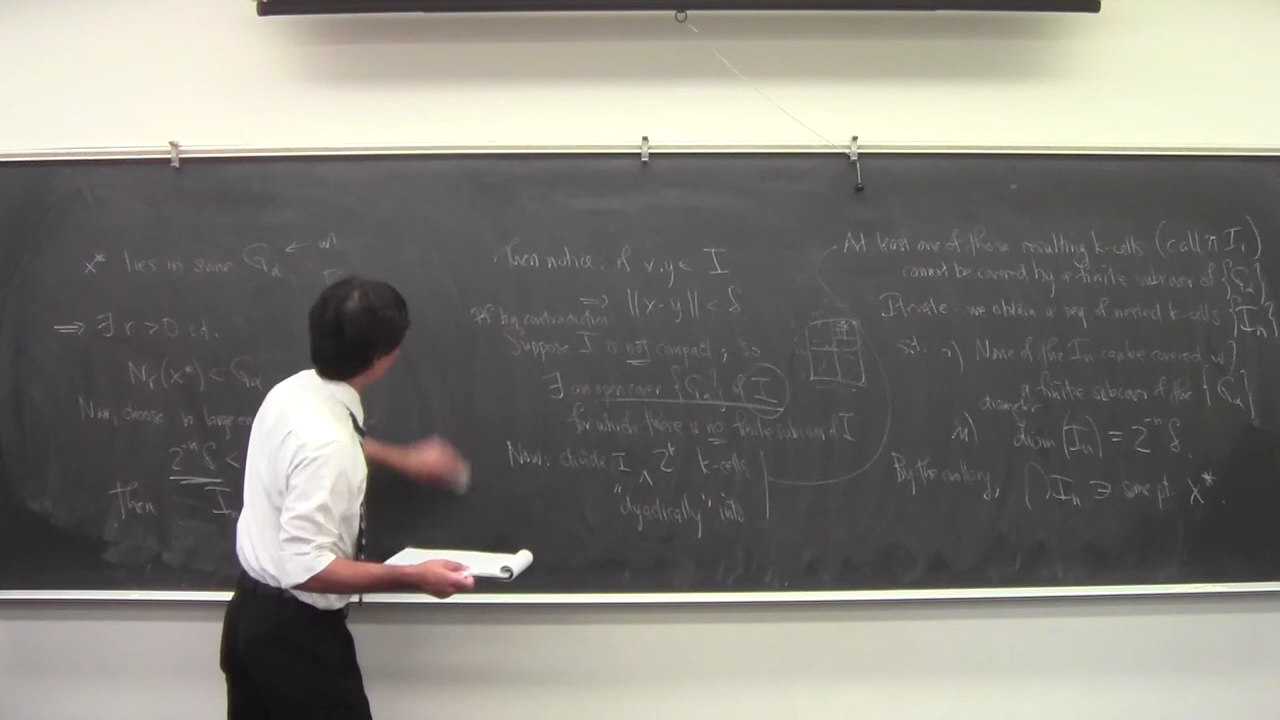 x* lies in some G_α ←
⇒ ∃ r > 0 s.t.
N_r(x*) < G_α
Now, choose n large
2^-n δ <
Then I_n
Then notice: if x, y ∈ I
⇒ ||x - y|| < δ
Pf by contradiction:
Suppose I is not compact, so
∃ an open cover {G_α} of I
for which there is no finite subcover of I
Now: divide I ^ 2^k k-cells
"dyadically" into
At least one of these resulting k-cells (call it I_1)
cannot be covered by a finite subcover of {G_α}
Iterate: we obtain a seq of nested k-cells {I_n}
s.t. i) None of the I_n can be covered w/
a finite subcover of the {G_α}
diameter
ii) diam (I_n) = 2^-n δ.
By the corollary, ⋂ I_n ∋ some pt. x*.